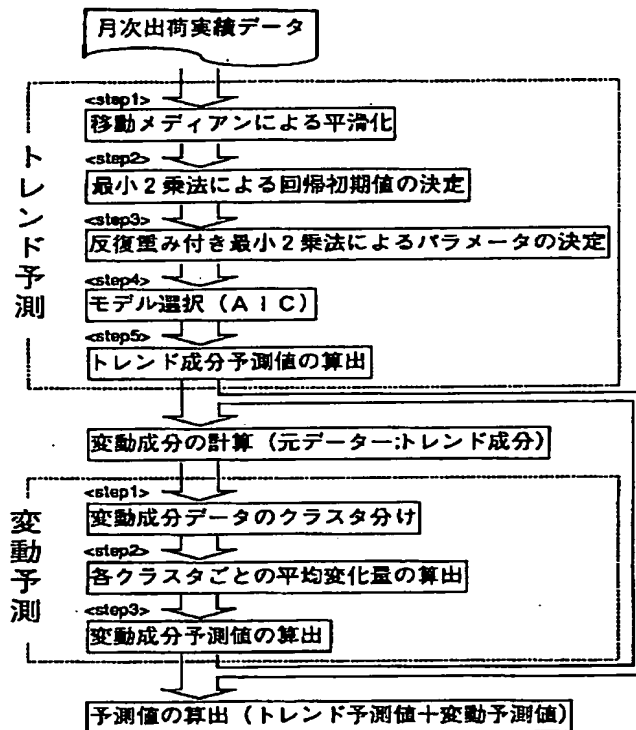 月次出荷実績データ
<step1>
移動メディアンによる平滑化
<step2>
最小2乗法による回帰初期値の決定
<step3>
反復重み付き最小2乗法によるパラメータの決定
<step4>
モデル選択（AIC）
<step5>
トレンド成分予測値の算出
トレンド予測
変動成分の計算（元データー:トレンド成分）
<step1>
変動成分データのクラスタ分け
<step2>
各クラスタごとの平均変化量の算出
<step3>
変動成分予測値の算出
変動予測
予測値の算出（トレンド予測値＋変動予測値）